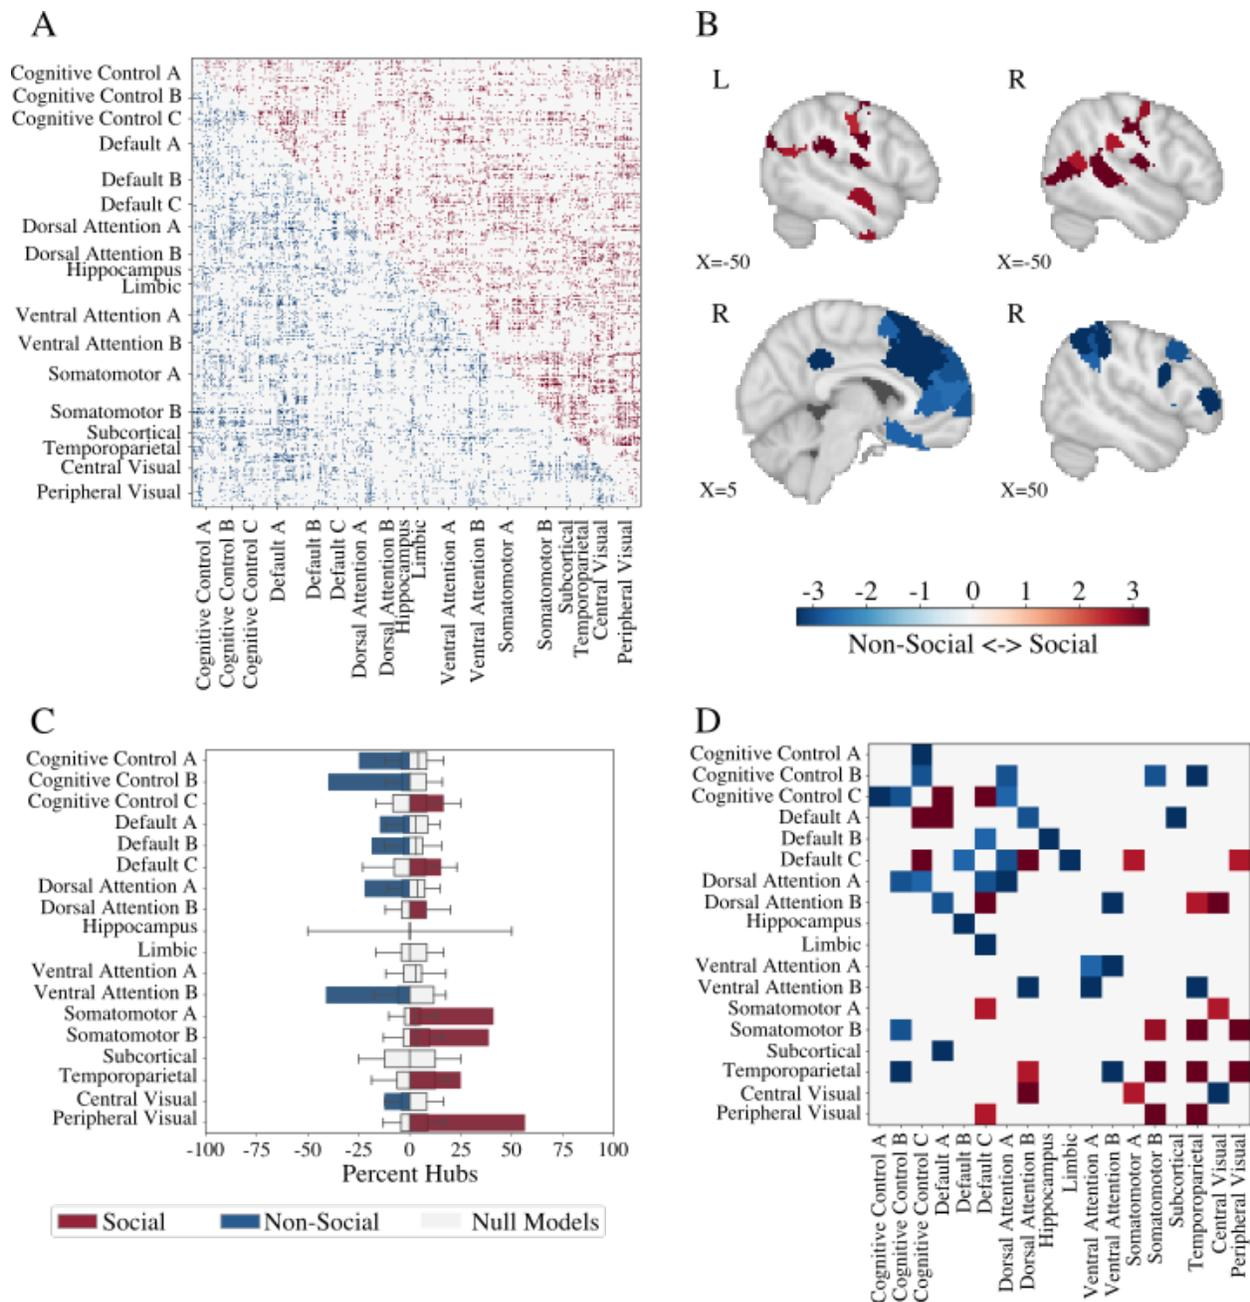 A
Cognitive Control A
Cognitive Control B
Cognitive Control C
Default A
Default B
Default C
Dorsal Attention A
Dorsal Attention B
Hippocampus
Limbic
Ventral Attention A
Ventral Attention B
Somatomotor A
Somatomotor B
Subcortical
Temporoparietal
Central Visual
Peripheral Visual
Cognitive Control A
Cognitive Control B
Cognitive Control C
Default A
Default B
Default C
Dorsal Attention A
Dorsal Attention B
Hippocampus
Limbic
Ventral Attention A
Ventral Attention B
Somatomotor A
Somatomotor B
Subcortical
Temporoparietal
Central Visual
Peripheral Visual
B
L
R
X=-50
X=-50
R
R
X=5
X=50
-3 -2 -1 0 1 2 3
Non-Social <-> Social
C
Cognitive Control A
Cognitive Control B
Cognitive Control C
Default A
Default B
Default C
Dorsal Attention A
Dorsal Attention B
Hippocampus
Limbic
Ventral Attention A
Ventral Attention B
Somatomotor A
Somatomotor B
Subcortical
Temporoparietal
Central Visual
Peripheral Visual
-100 -75 -50 -25 0 25 50 75 100
Percent Hubs
Social Non-Social Null Models
D
Cognitive Control A
Cognitive Control B
Cognitive Control C
Default A
Default B
Default C
Dorsal Attention A
Dorsal Attention B
Hippocampus
Limbic
Ventral Attention A
Ventral Attention B
Somatomotor A
Somatomotor B
Subcortical
Temporoparietal
Central Visual
Peripheral Visual
Cognitive Control A
Cognitive Control B
Cognitive Control C
Default A
Default B
Default C
Dorsal Attention A
Dorsal Attention B
Hippocampus
Limbic
Ventral Attention A
Ventral Attention B
Somatomotor A
Somatomotor B
Subcortical
Temporoparietal
Central Visual
Peripheral Visual